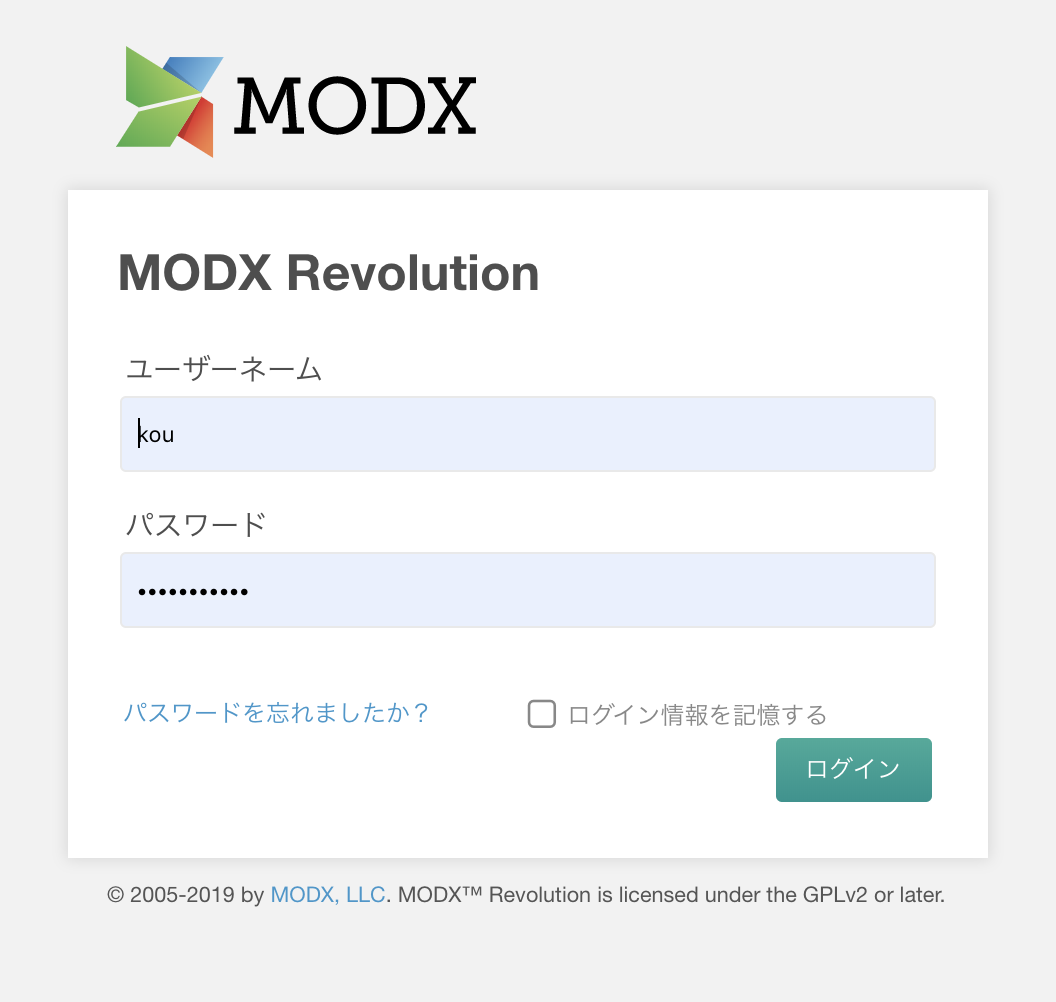 MODX
MODX Revolution
ユーザーネーム
kou
パスワード
•••••••••••
パスワードを忘れましたか？
ログイン情報を記憶する
ログイン
© 2005-2019 by MODX, LLC. MODX™ Revolution is licensed under the GPLv2 or later.